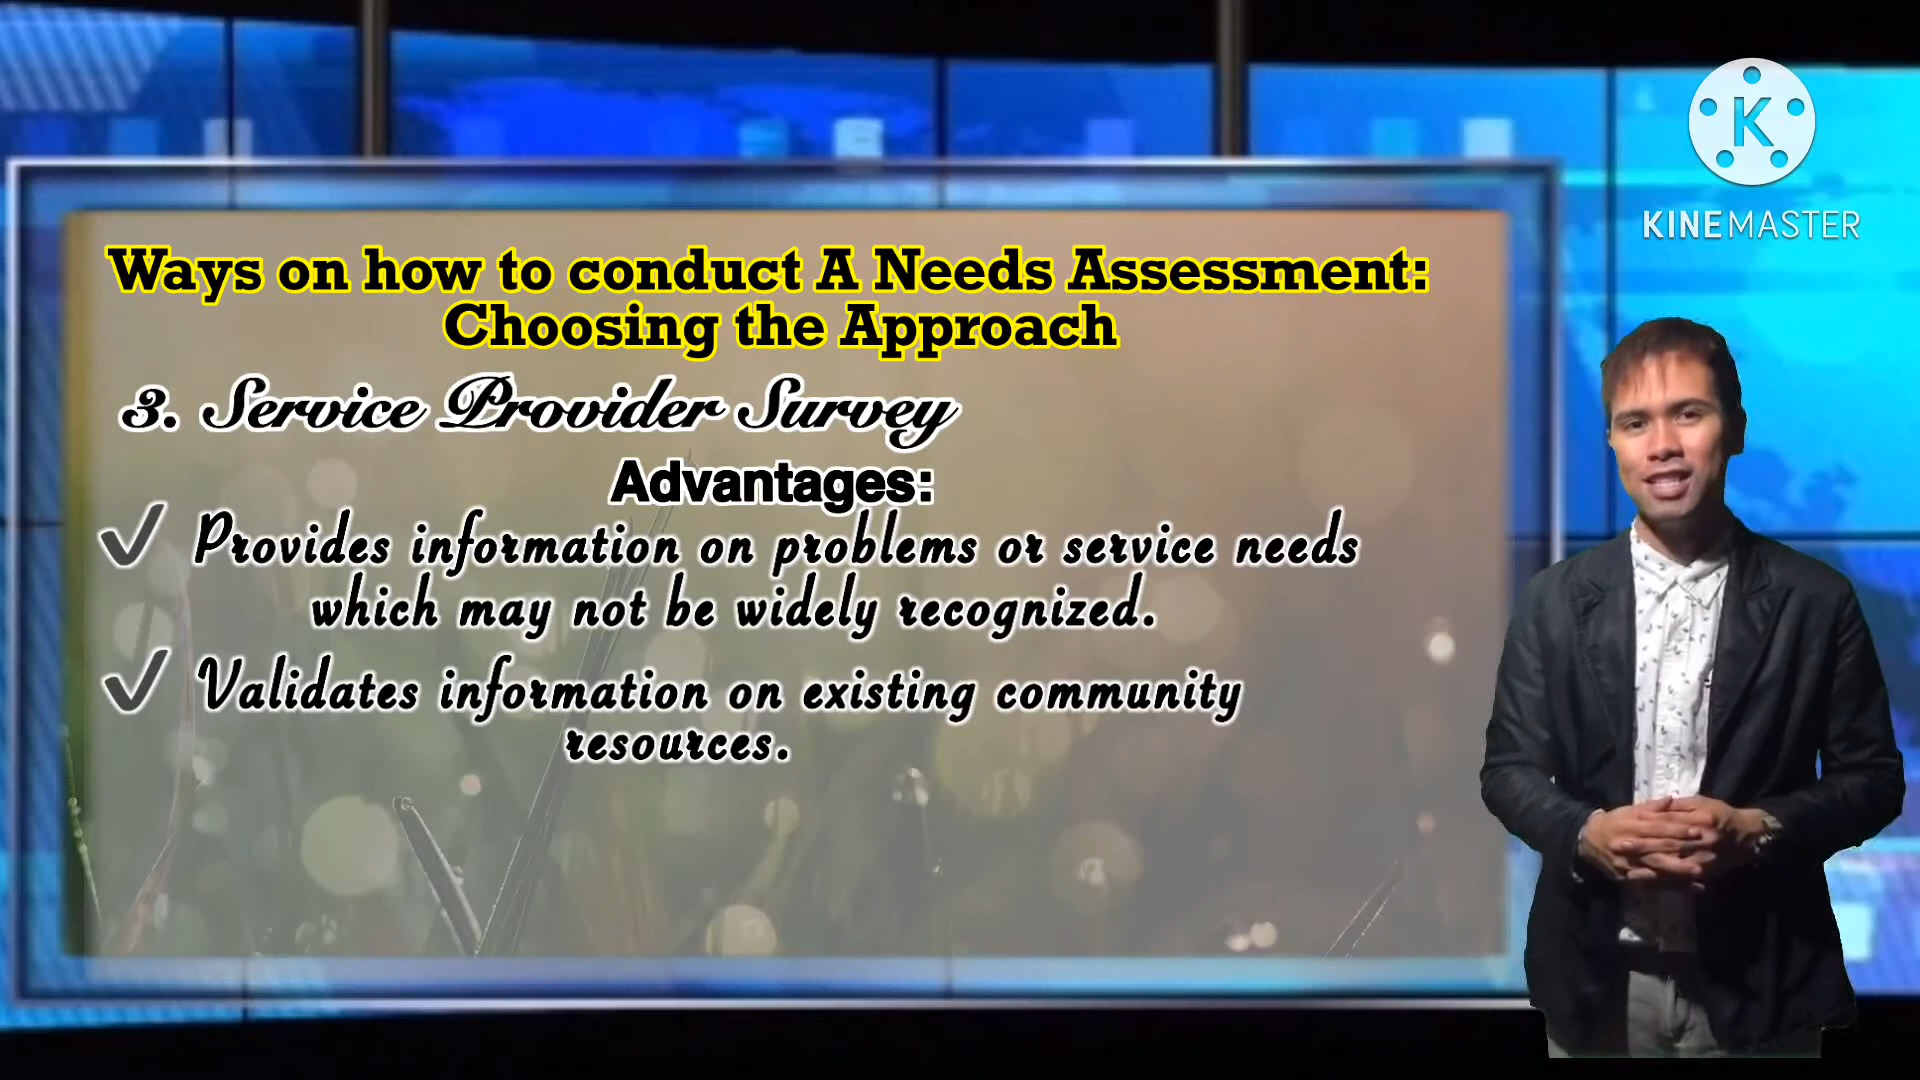 K
KINEMASTER
Ways on how to conduct A Needs Assessment:
Choosing the Approach
3. Service Provider Survey
Advantages:
✓ Provides information on problems or service needs
which may not be widely recognized.
✓ Validates information on existing community
resources.